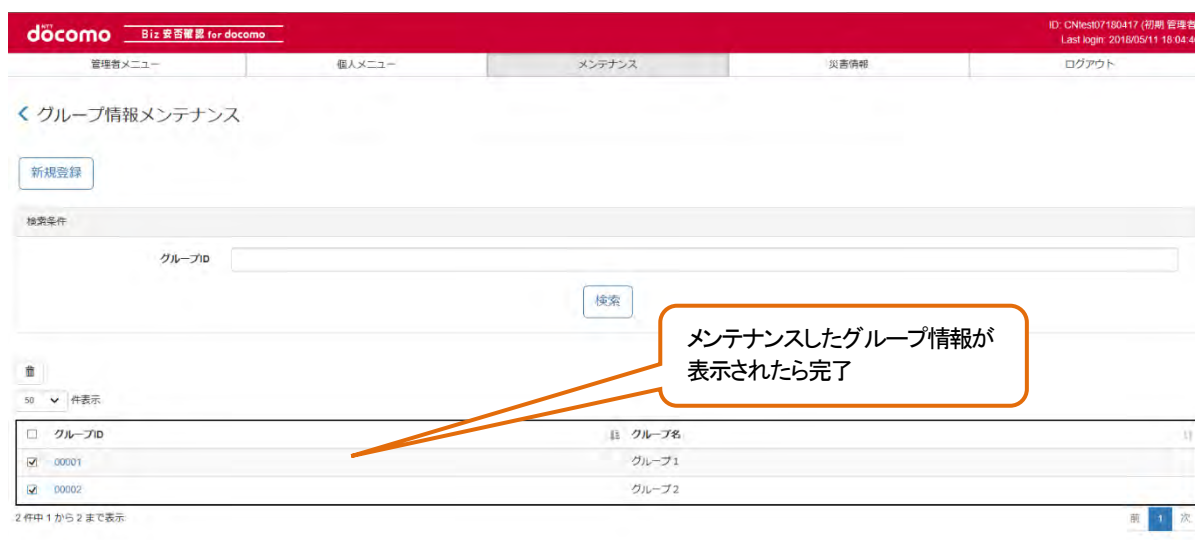 NTT
döcomo Biz 安否確認 for docomo
ID: CNtest07180417 (初期 管理者
Last login: 2018/05/11 18:04:4
管理者メニュー 個人メニュー メンテナンス 災害情報 ログアウト
グループ情報メンテナンス
新規登録
検索条件
グループID
検索
メンテナンスしたグループ情報が
表示されたら完了
50 件表示
グループID グループ名
00001 グループ1
00002 グループ2
2 件中 1 から 2 まで表示
前 1 次